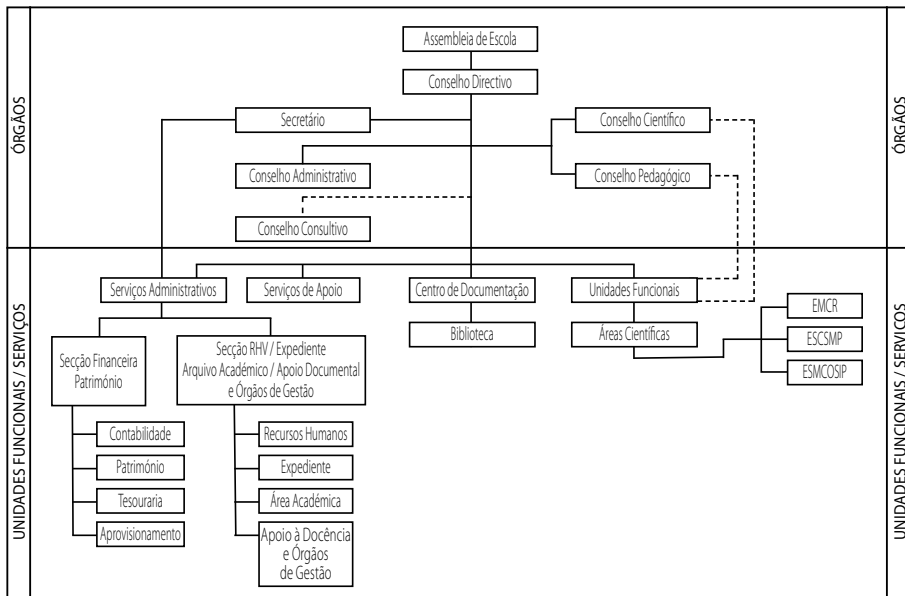 ÓRGÃOS
ÓRGÃOS
Assembleia de Escola
Conselho Directivo
Secretário
Conselho Científico
Conselho Administrativo
Conselho Pedagógico
Conselho Consultivo
UNIDADES FUNCIONAIS / SERVIÇOS
UNIDADES FUNCIONAIS / SERVIÇOS
Serviços Administrativos
Serviços de Apoio
Centro de Documentação
Unidades Funcionais
Biblioteca
Áreas Científicas
EMCR
ESCSMP
ESMCOSIP
Secção Financeira
Património
Secção RHV / Expediente
Arquivo Académico / Apoio Documental
e Órgãos de Gestão
Contabilidade
Património
Tesouraria
Aprovisionamento
Recursos Humanos
Expediente
Área Académica
Apoio à Docência
e Órgãos
de Gestão